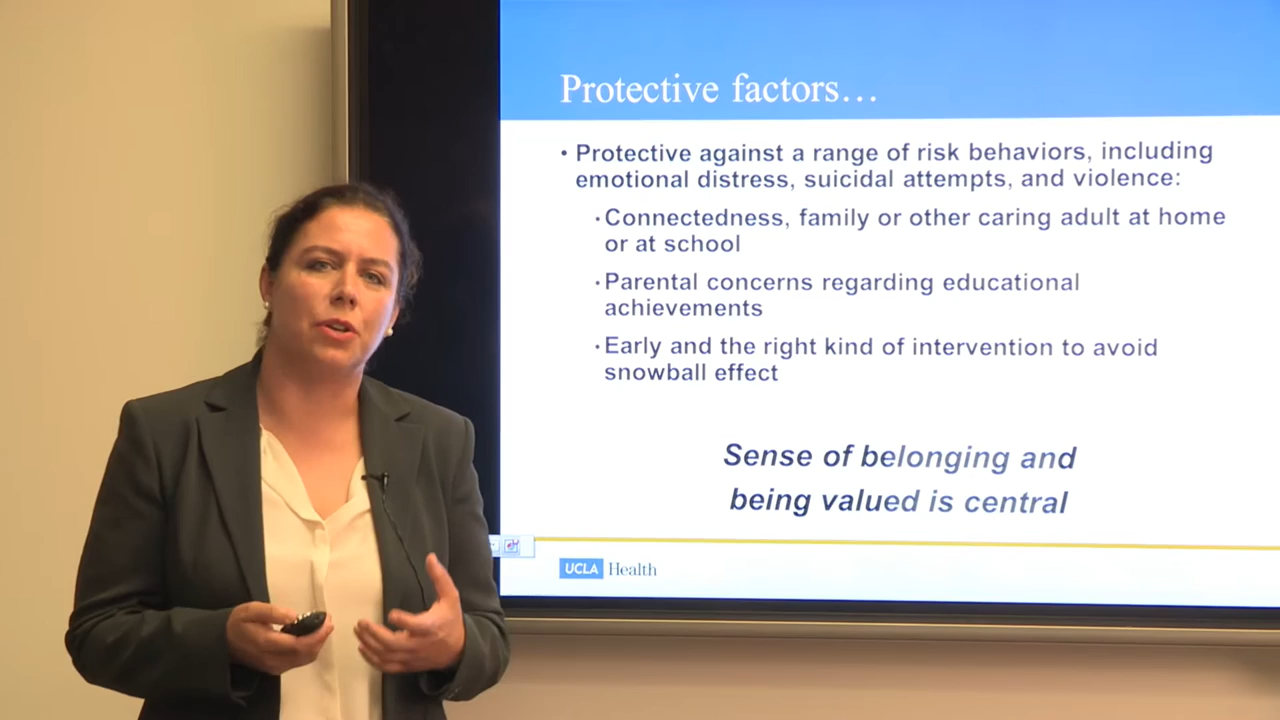 Protective factors…
• Protective against a range of risk behaviors, including
emotional distress, suicidal attempts, and violence:
• Connectedness, family or other caring adult at home
or at school
• Parental concerns regarding educational
achievements
• Early and the right kind of intervention to avoid
snowball effect
Sense of belonging and
being valued is central
UCLA Health